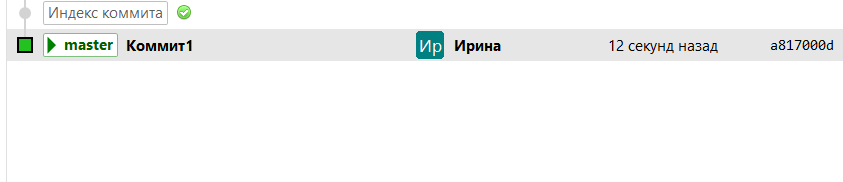 Индекс коммита
master Коммит1 Ир Ирина 12 секунд назад a817000d